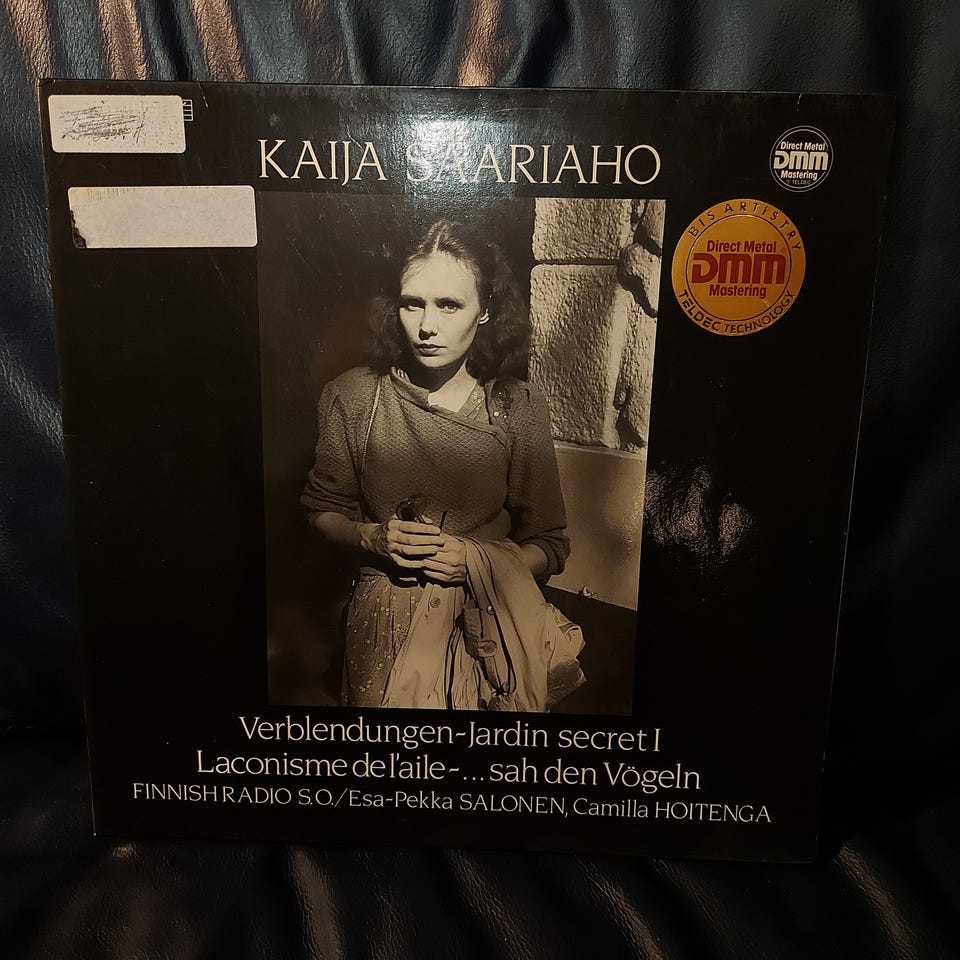 KAIJA SAARIAHO
Direct Metal
DMM
Mastering
TELDEC
BIS ARTISTRY
Direct Metal
DMM
Mastering
TELDEC TECHNOLOGY
Verblendungen-Jardin secret I
Laconisme de l'aile-...sah den Vögeln
FINNISH RADIO S.O./Esa-Pekka SALONEN, Camilla HOITENGA